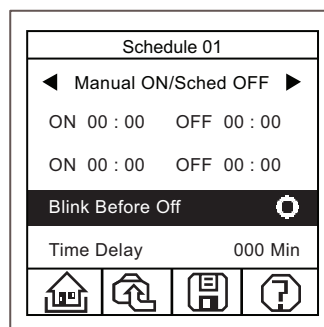 Schedule 01
Manual ON/Sched OFF
ON 00 : 00 OFF 00 : 00
ON 00 : 00 OFF 00 : 00
Blink Before Off
Time Delay 000 Min
?